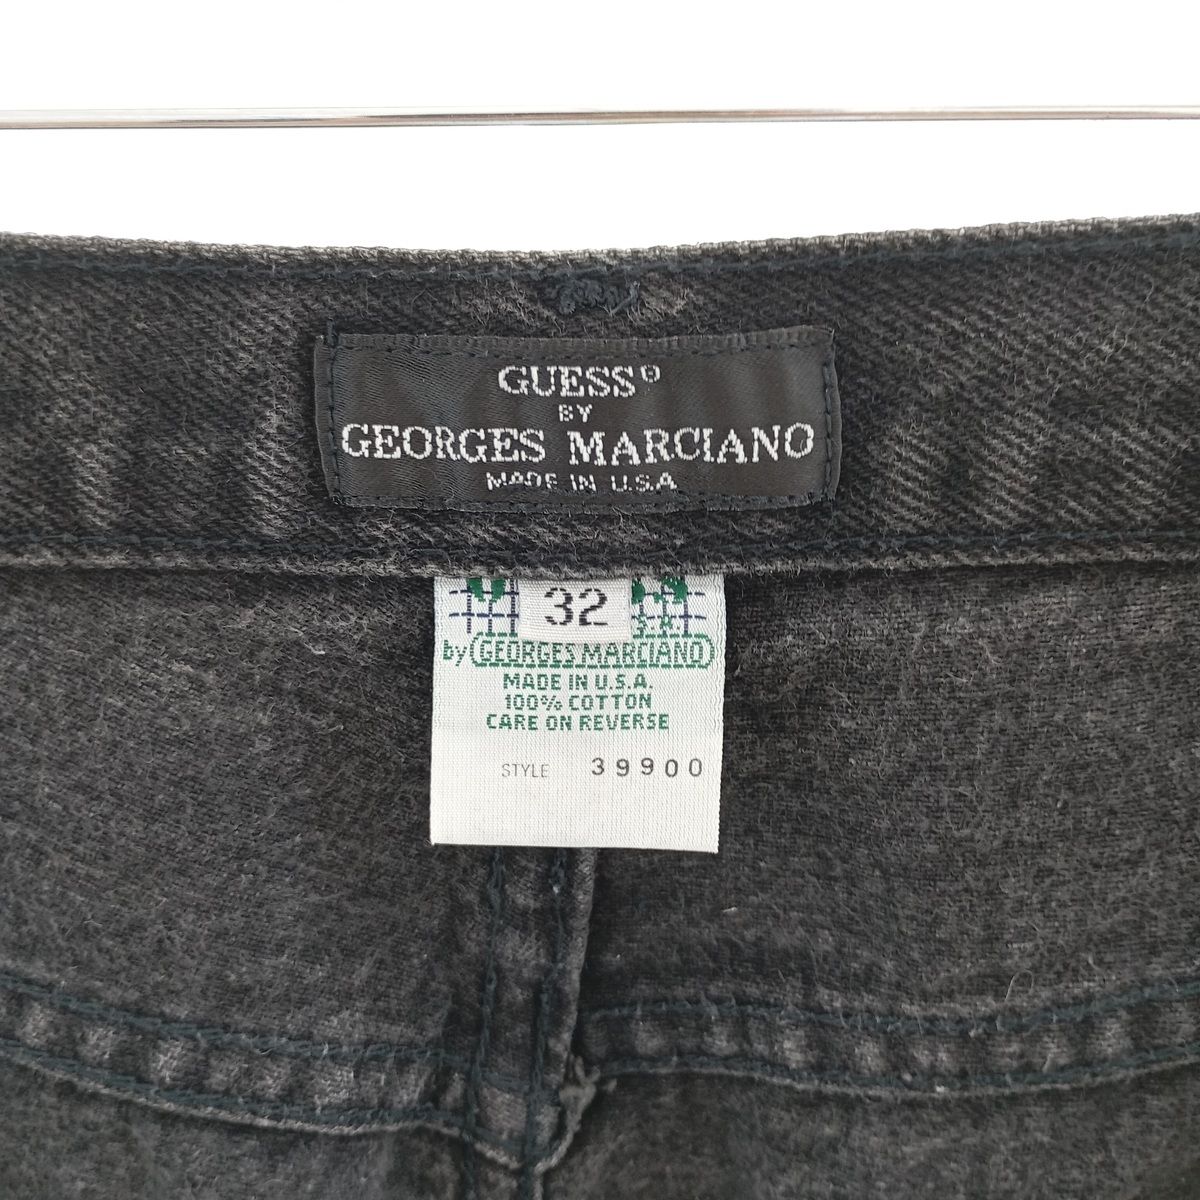 GUESS®
BY
GEORGES MARCIANO
MADE IN U.S.A
32
by GEORGES MARCIANO
MADE IN U.S.A.
100% COTTON
CARE ON REVERSE
STYLE 39900